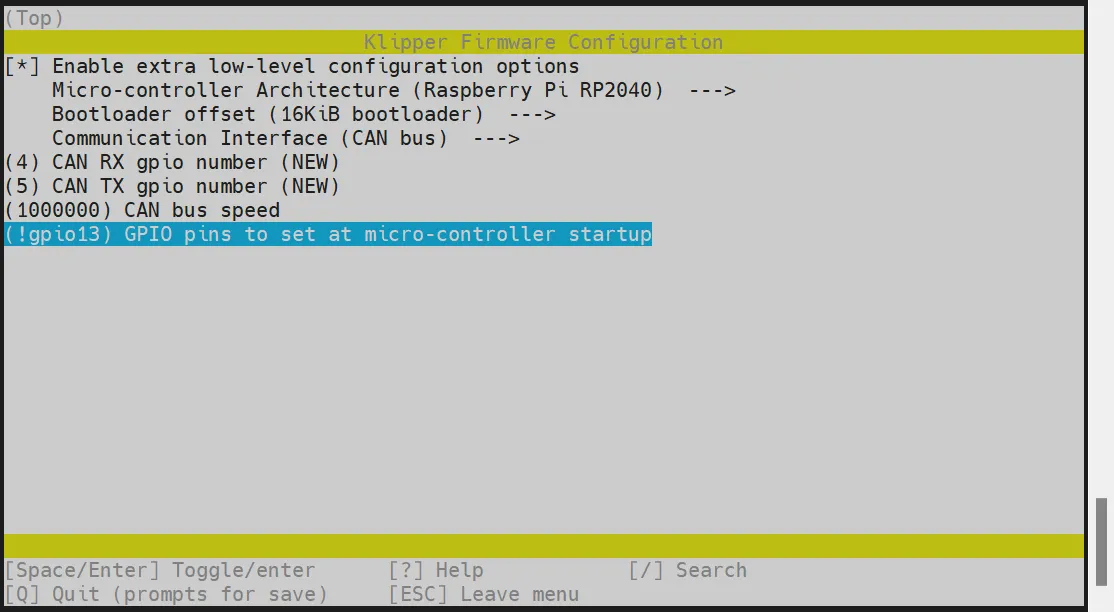 (Top)
Klipper Firmware Configuration
[*] Enable extra low-level configuration options
Micro-controller Architecture (Raspberry Pi RP2040)  --->
Bootloader offset (16KiB bootloader)  --->
Communication Interface (CAN bus)  --->
(4) CAN RX gpio number (NEW)
(5) CAN TX gpio number (NEW)
(1000000) CAN bus speed
(!gpio13) GPIO pins to set at micro-controller startup
[Space/Enter] Toggle/enter      [?] Help            [/] Search
[Q] Quit (prompts for save)     [ESC] Leave menu